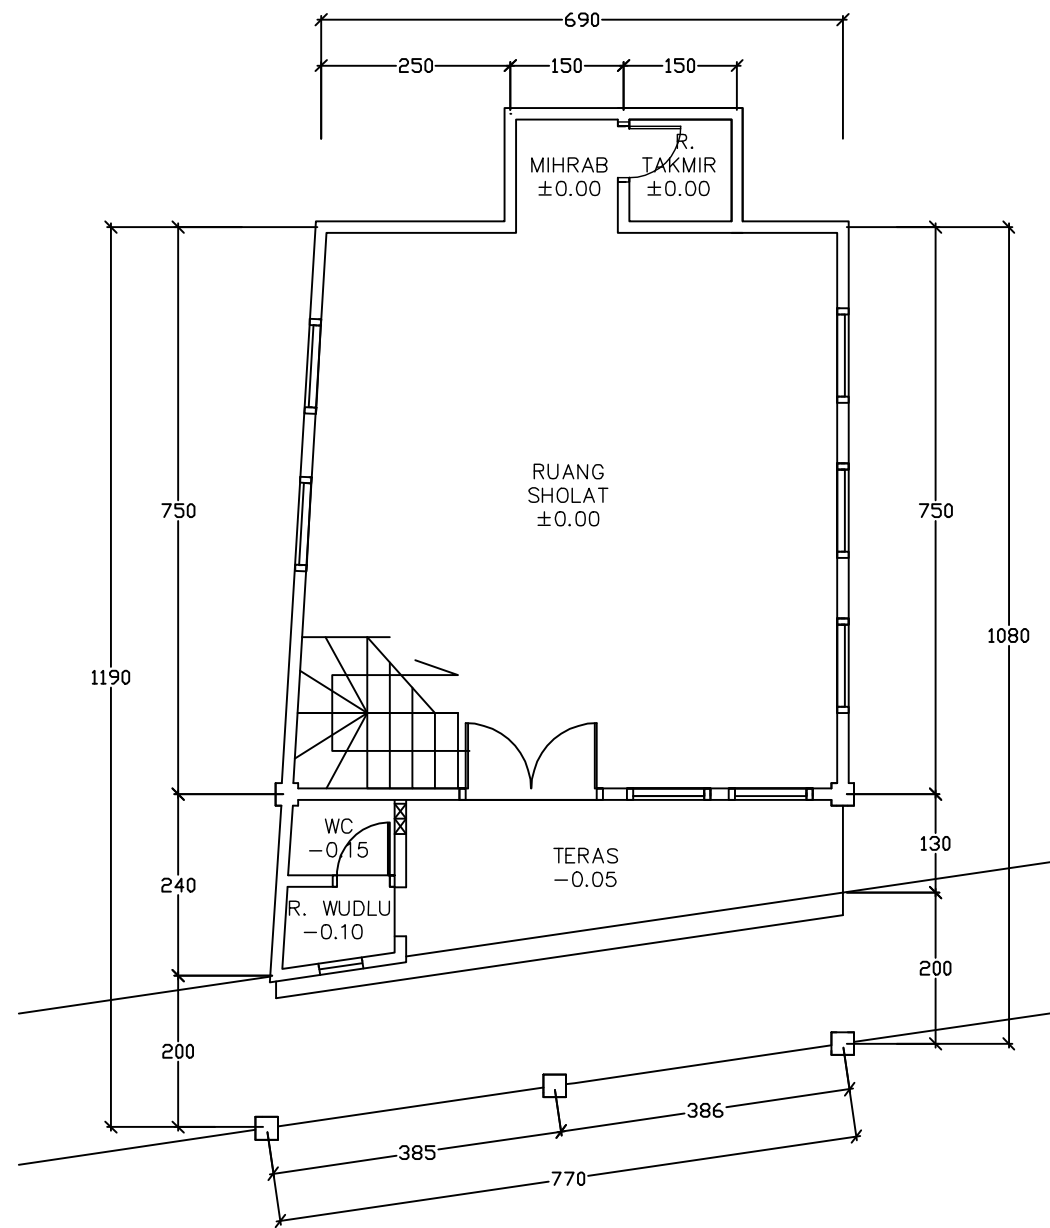 690
250
150
150
MIHRAB
±0.00
R.
TAKMIR
±0.00
RUANG
SHOLAT
±0.00
750
750
1190
1080
WC
-0.15
TERAS
-0.05
130
240
R. WUDLU
-0.10
200
200
386
385
770